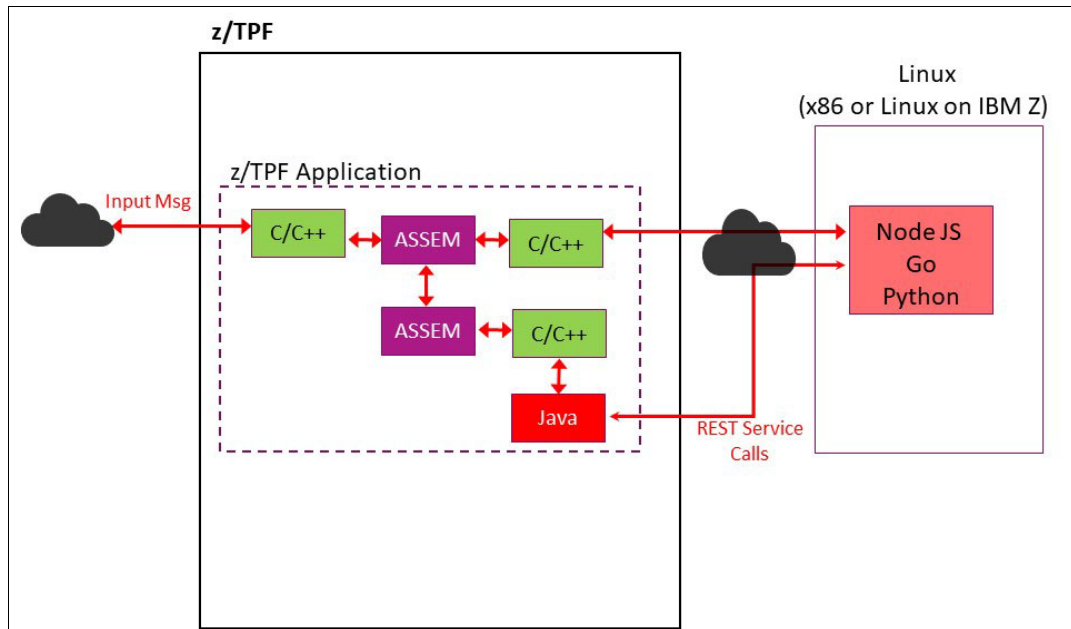 z/TPF
Linux
(x86 or Linux on IBM Z)
z/TPF Application
Input Msg
C/C++
ASSEM
C/C++
Node JS
Go
Python
ASSEM
C/C++
Java
REST Service
Calls